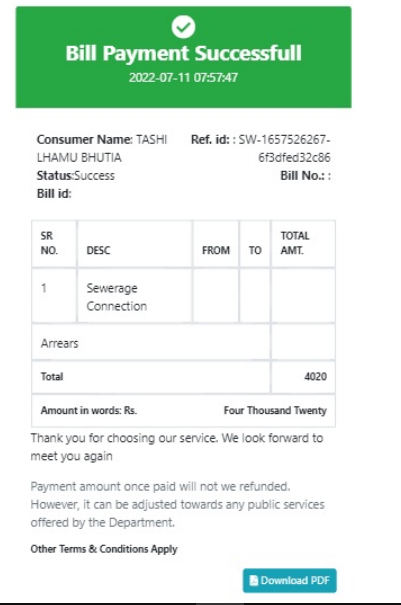 Bill Payment Successfull
2022-07-11 07:57:47
Consumer Name: TASHI Ref. id: : SW-1657526267-
LHAMU BHUTIA 6f3dfed32c86
Status:Success Bill No.: :
Bill id:
SR TOTAL
NO. DESC FROM TO AMT.
1 Sewerage
Connection
Arrears
Total 4020
Amount in words: Rs. Four Thousand Twenty
Thank you for choosing our service. We look forward to
meet you again
Payment amount once paid will not we refunded.
However, it can be adjusted towards any public services
offered by the Department.
Other Terms & Conditions Apply
Download PDF